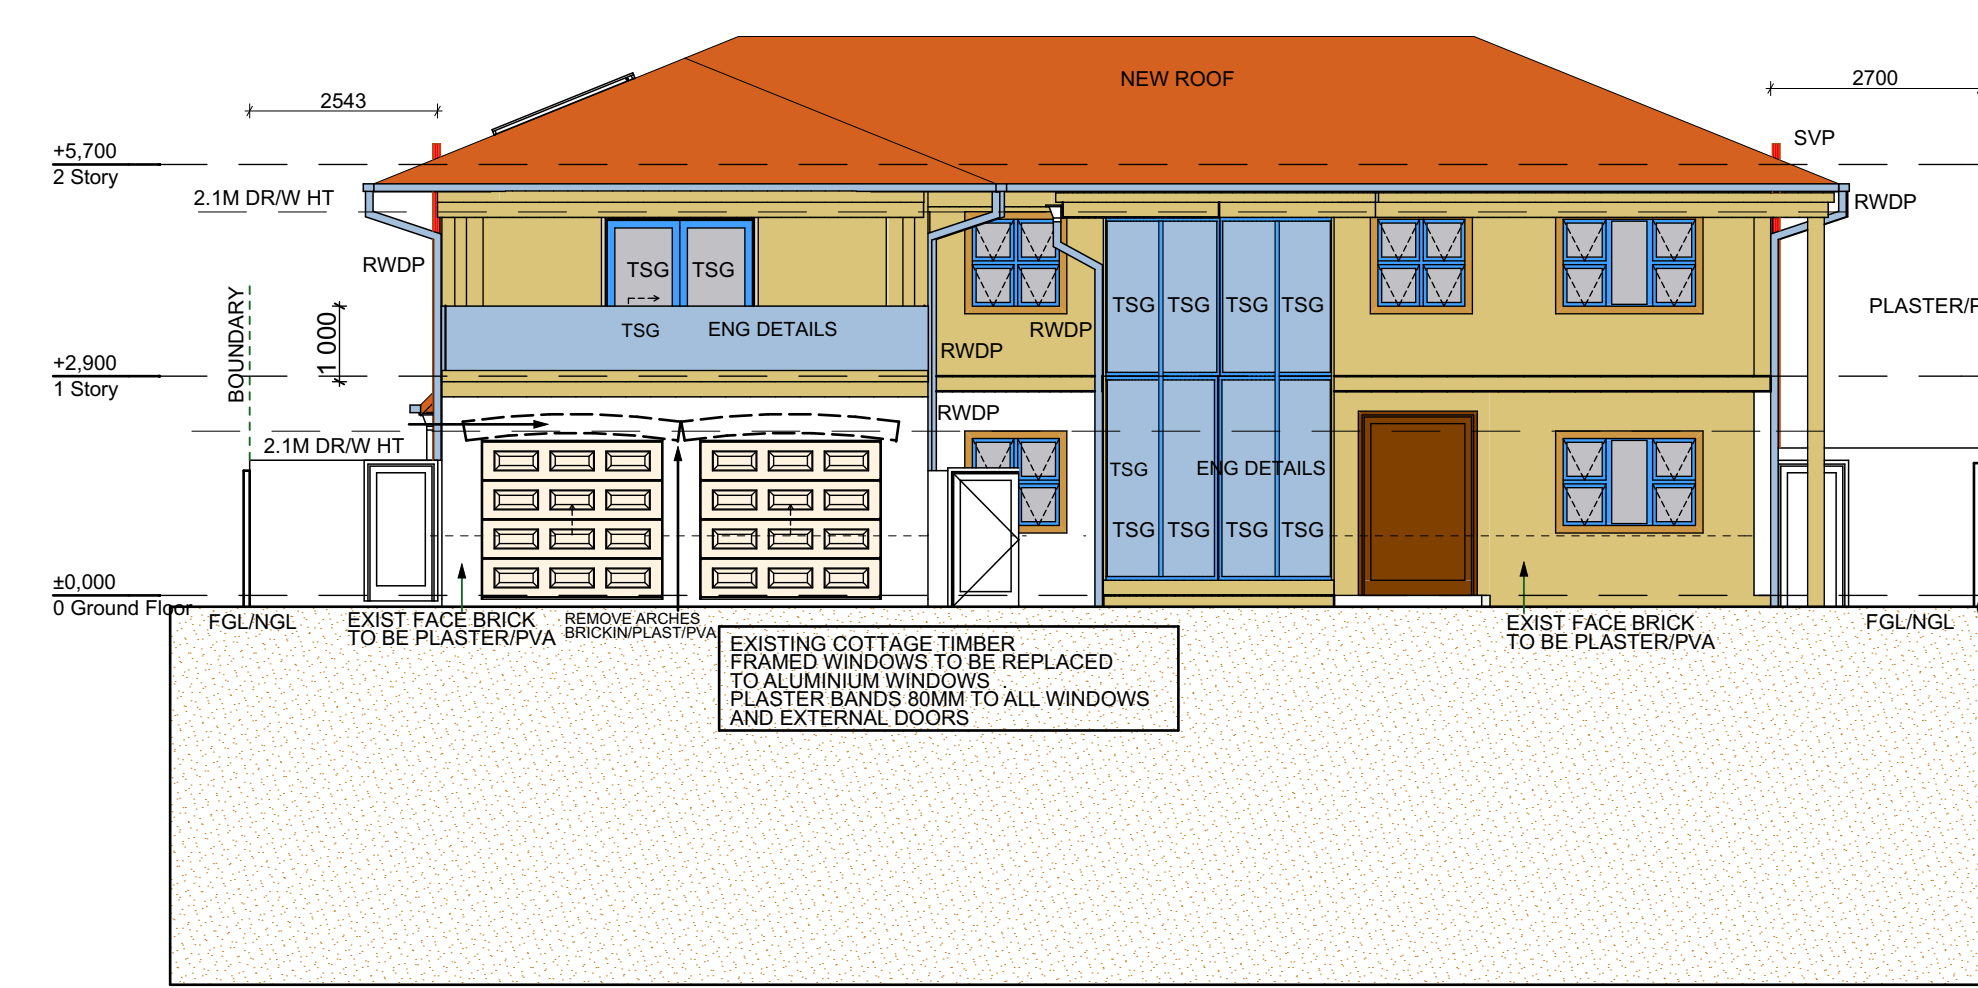 NEW ROOF
2543
2700
SVP
+5,700
2 Story
2.1M DR/W HT
RWDP
RWDP
TSG
TSG
BOUNDARY
1 000
TSG
ENG DETAILS
RWDP
RWDP
TSG
TSG
TSG
TSG
PLASTER/
+2,900
1 Story
RWDP
2.1M DR/W HT
TSG
ENG DETAILS
TSG
TSG
TSG
TSG
±0,000
0 Ground Floor
FGL/NGL
EXIST FACE BRICK
TO BE PLASTER/PVA
REMOVE ARCHES
BRICKIN/PLAST/PVA
EXISTING COTTAGE TIMBER
FRAMED WINDOWS TO BE REPLACED
TO ALUMINIUM WINDOWS
PLASTER BANDS 80MM TO ALL WINDOWS
AND EXTERNAL DOORS
EXIST FACE BRICK
TO BE PLASTER/PVA
FGL/NGL